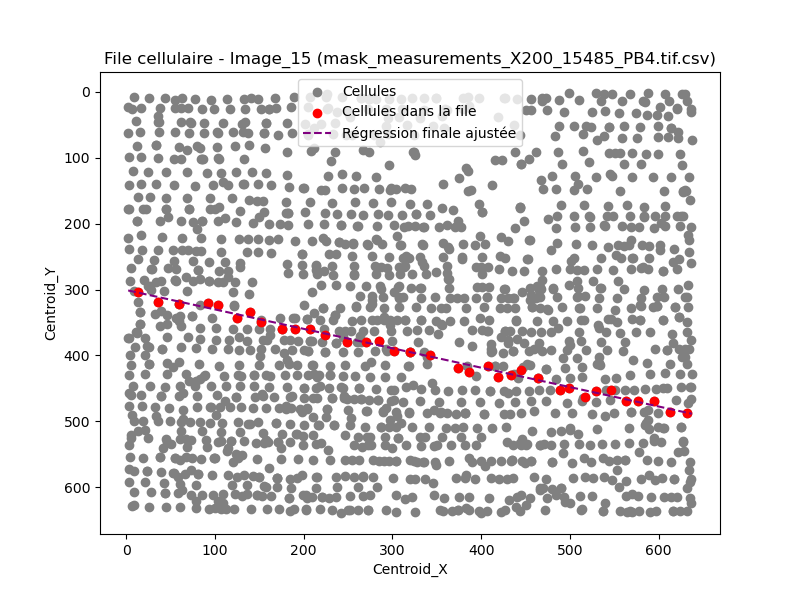 File cellulaire - Image_15 (mask_measurements_X200_15485_PB4.tif.csv)
Cellules
Cellules dans la file
Régression finale ajustée
0
100
200
300
400
500
600
Centroid_Y
0 100 200 300 400 500 600
Centroid_X